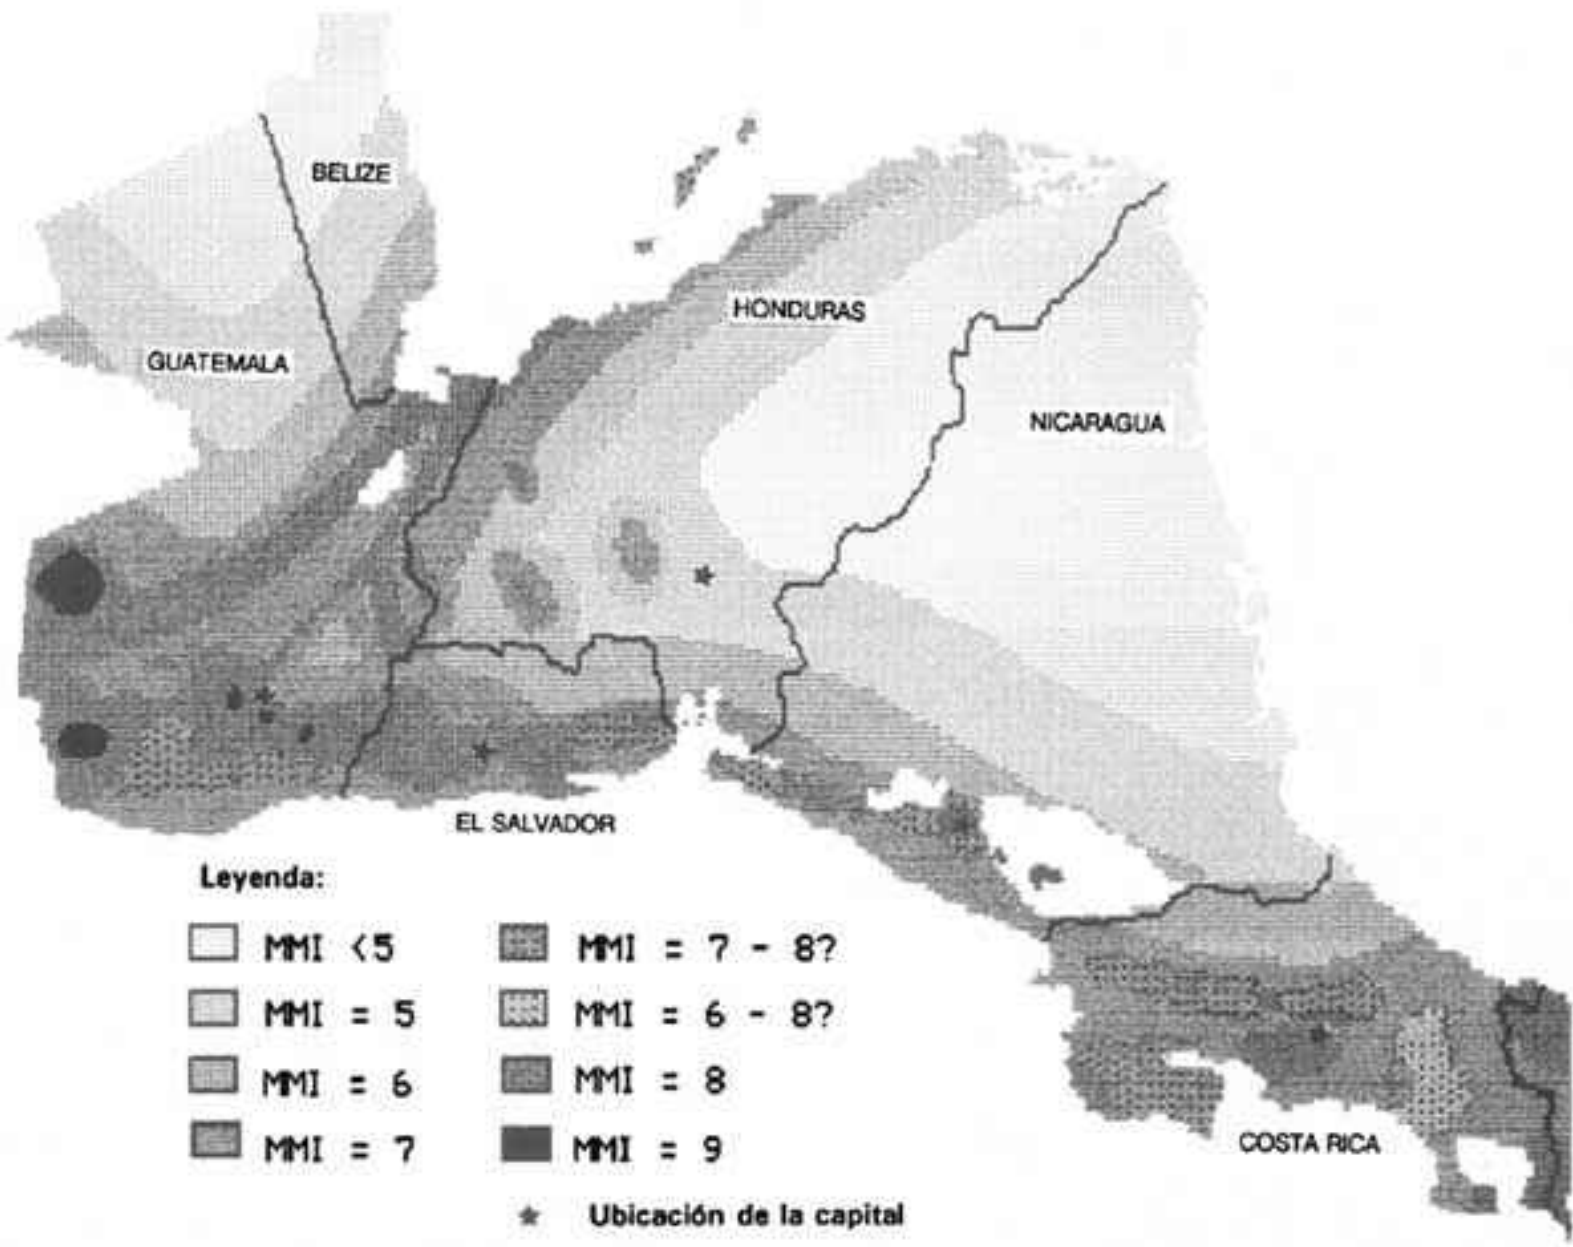 BELIZE
HONDURAS
GUATEMALA
NICARAGUA
EL SALVADOR
Leyenda:
MMI <5
MMI = 5
MMI = 6
MMI = 7
MMI = 7 - 8?
MMI = 6 - 8?
MMI = 8
MMI = 9
Ubicación de la capital
COSTA RICA